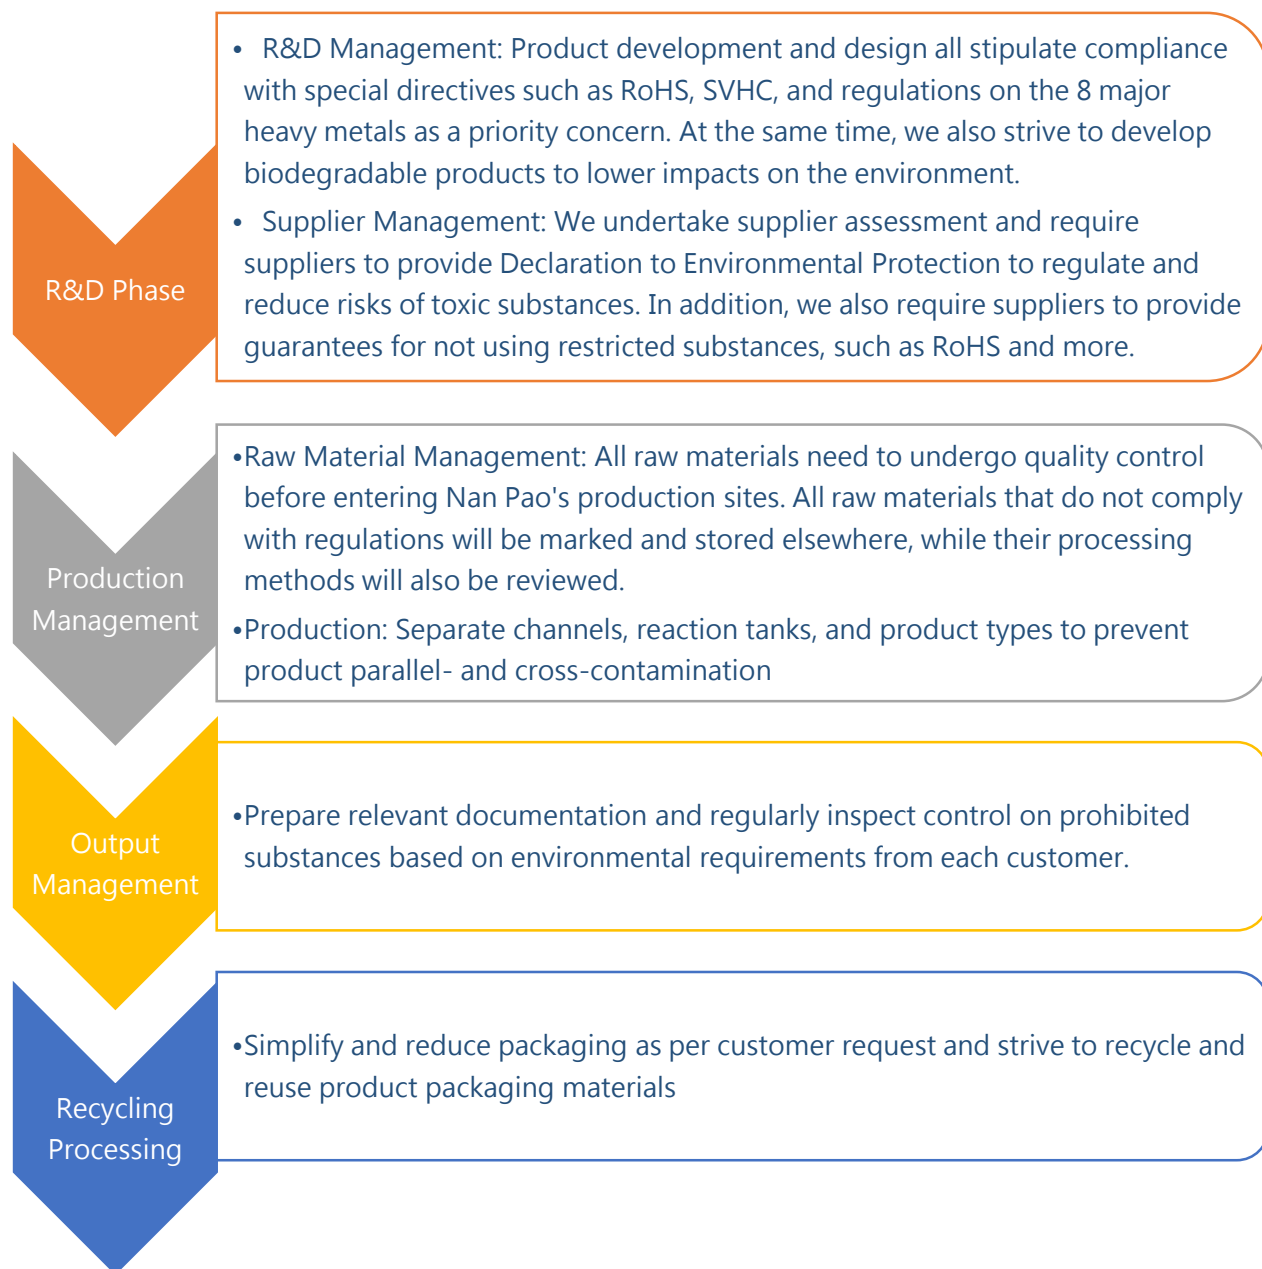 • R&D Management: Product development and design all stipulate compliance
with special directives such as RoHS, SVHC, and regulations on the 8 major
heavy metals as a priority concern. At the same time, we also strive to develop
biodegradable products to lower impacts on the environment.
• Supplier Management: We undertake supplier assessment and require
suppliers to provide Declaration to Environmental Protection to regulate and
reduce risks of toxic substances. In addition, we also require suppliers to provide
guarantees for not using restricted substances, such as RoHS and more.
R&D Phase
•Raw Material Management: All raw materials need to undergo quality control
before entering Nan Pao's production sites. All raw materials that do not comply
with regulations will be marked and stored elsewhere, while their processing
methods will also be reviewed.
•Production: Separate channels, reaction tanks, and product types to prevent
product parallel- and cross-contamination
Production
Management
•Prepare relevant documentation and regularly inspect control on prohibited
substances based on environmental requirements from each customer.
Output
Management
•Simplify and reduce packaging as per customer request and strive to recycle and
reuse product packaging materials
Recycling
Processing